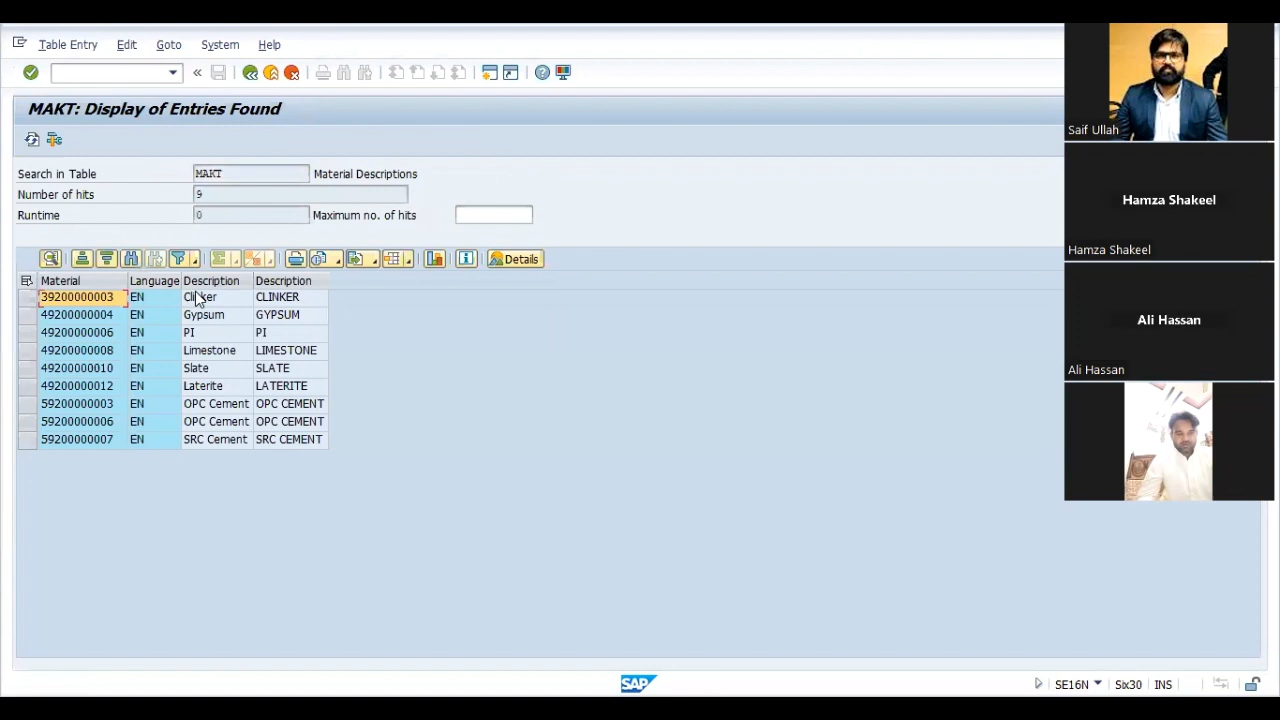 Table Entry Edit Goto System Help
MAKT: Display of Entries Found
Search in Table MAKT Material Descriptions
Number of hits 9
Runtime 0 Maximum no. of hits
Details
Material Language Description Description
39200000003 EN Clinker CLINKER
49200000004 EN Gypsum GYPSUM
49200000006 EN PI PI
49200000008 EN Limestone LIMESTONE
49200000010 EN Slate SLATE
49200000012 EN Laterite LATERITE
59200000003 EN OPC Cement OPC CEMENT
59200000006 EN OPC Cement OPC CEMENT
59200000007 EN SRC Cement SRC CEMENT
SAP SE16N Six30 INS
Saif Ullah
Hamza Shakeel
Hamza Shakeel
Ali Hassan
Ali Hassan